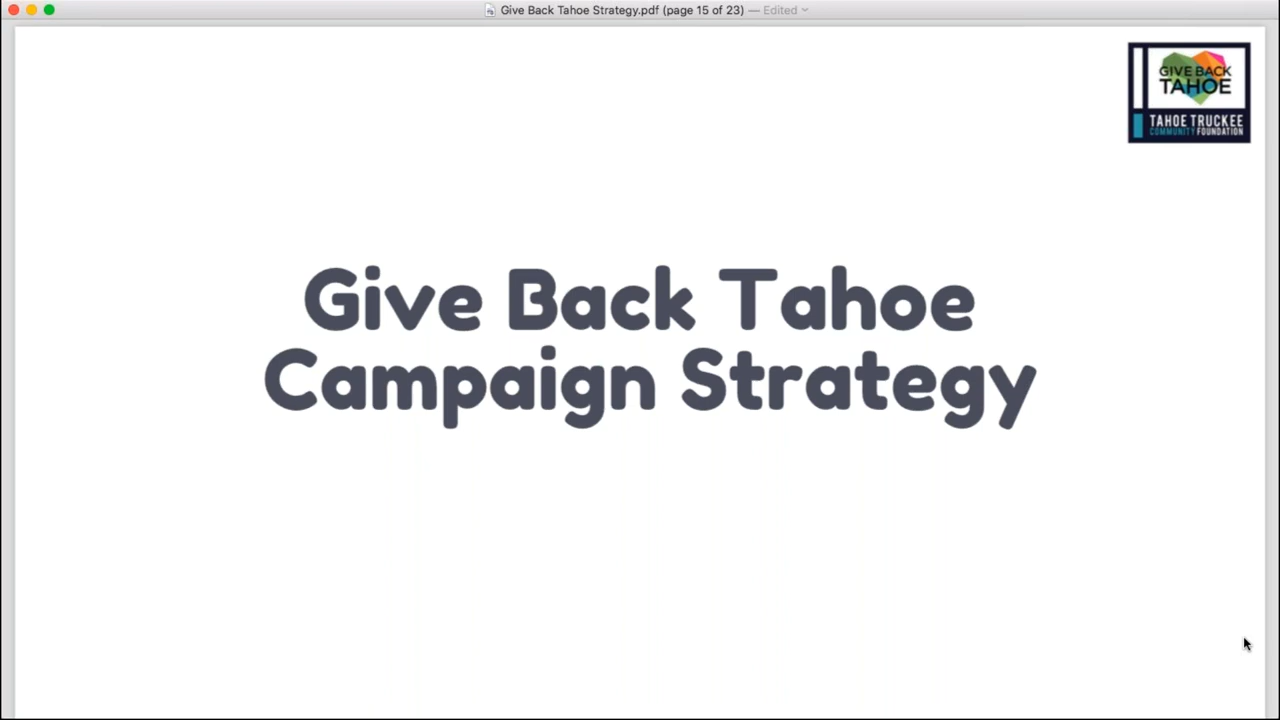 Give Back Tahoe Strategy.pdf (page 15 of 23) — Edited
GIVE BACK
TAHOE
TAHOE TRUCKEE
COMMUNITY FOUNDATION
Give Back Tahoe
Campaign Strategy